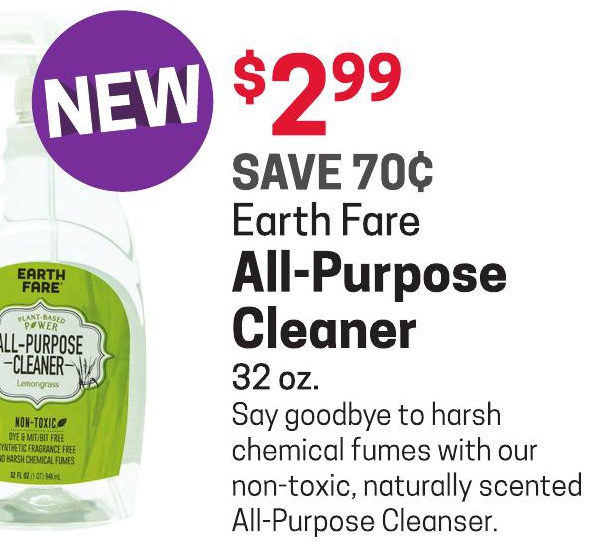 NEW
$2.99
SAVE 70¢
Earth Fare
All-Purpose
Cleaner
32 oz.
Say goodbye to harsh
chemical fumes with our
non-toxic, naturally scented
All-Purpose Cleanser.
EARTH
FARE
PLANT-BASED
POWER
ALL-PURPOSE
CLEANER
Lemongrass
NON-TOXIC
DYE & MIT/BIT FREE
SYNTHETIC FRAGRANCE FREE
NO HARSH CHEMICAL FUMES
32 FL OZ (1 QT) 946 mL